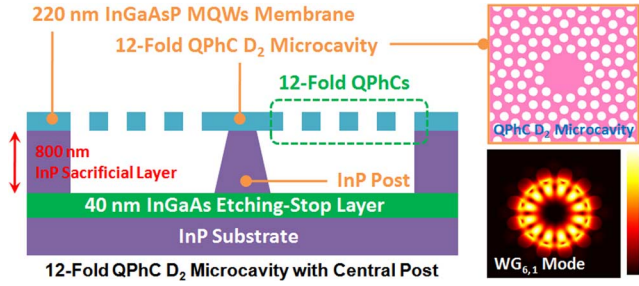 220 nm InGaAsP MQWs Membrane
12-Fold QPhC D₂ Microcavity
12-Fold QPhCs
800 nm
InP Sacrificial Layer
InP Post
40 nm InGaAs Etching-Stop Layer
InP Substrate
12-Fold QPhC D₂ Microcavity with Central Post
QPhC D₂ Microcavity
WG₆,₁ Mode